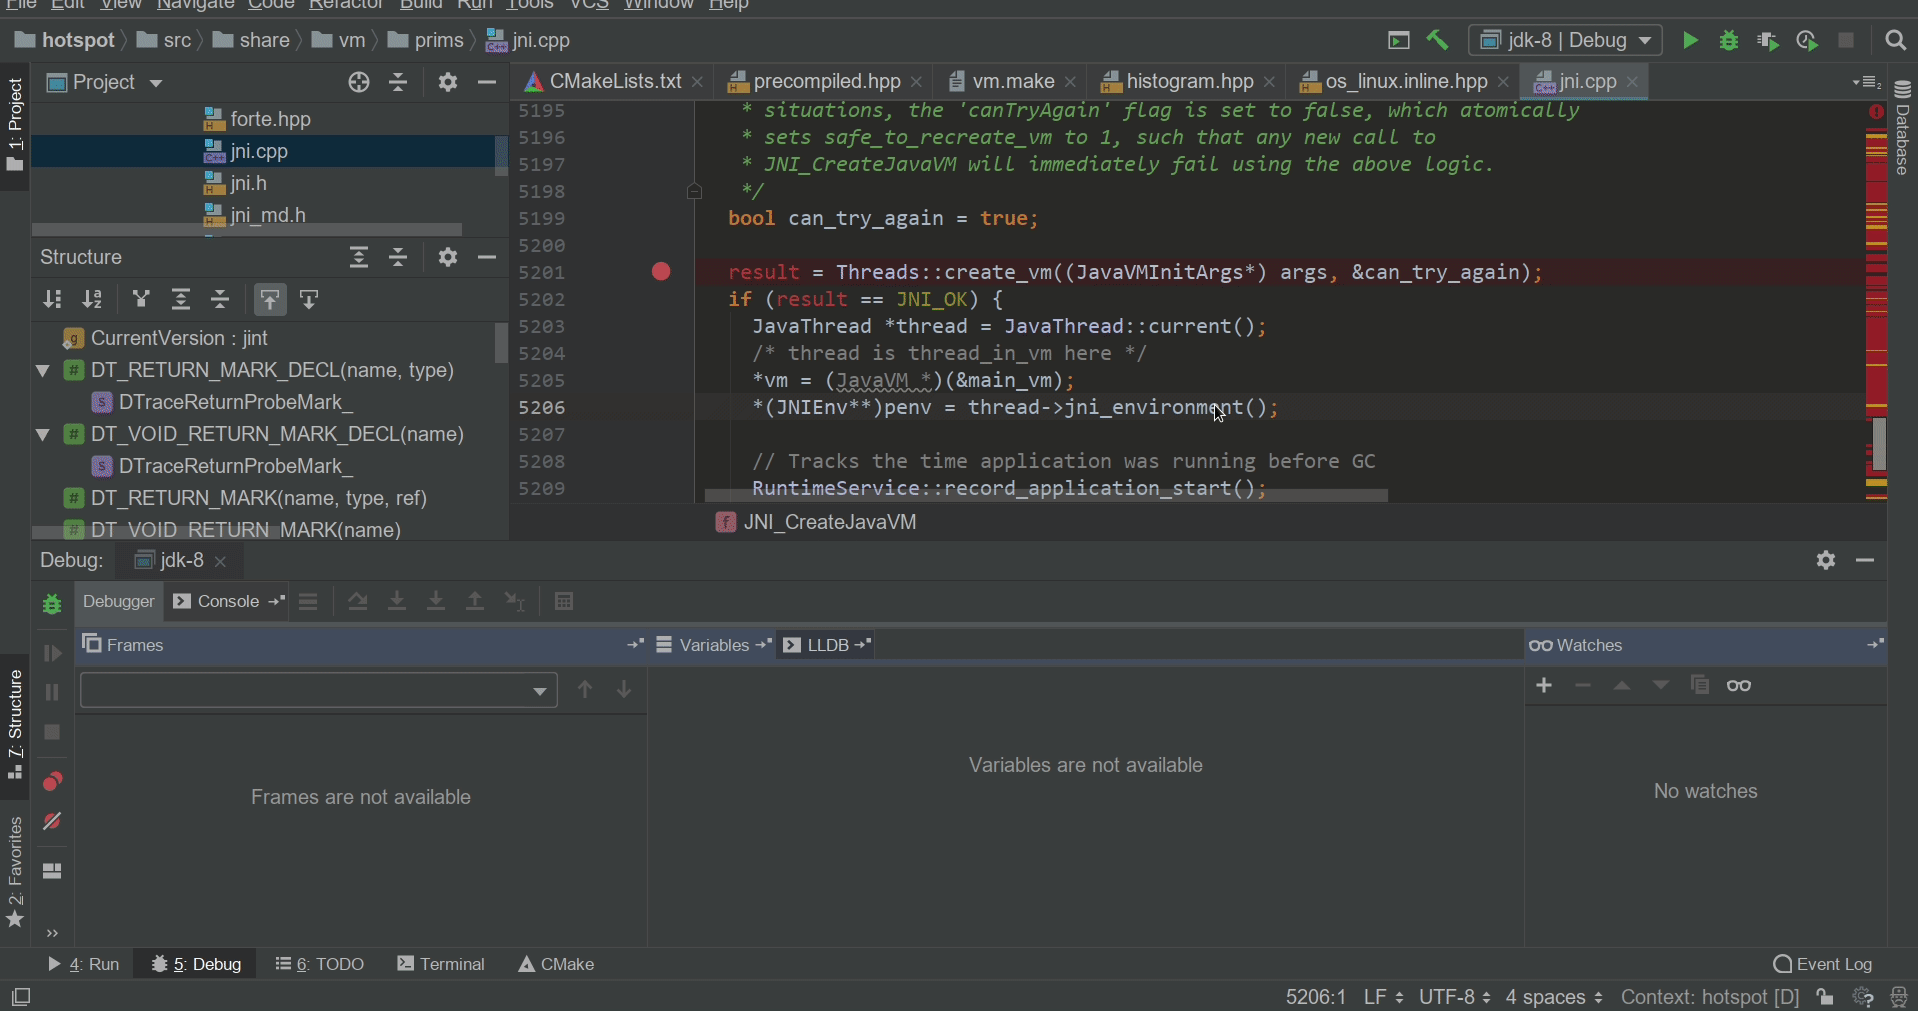 File Edit View Navigate Code Refactor Build Run Tools VCS Window Help
hotspot src share vm prims jni.cpp
jdk-8 | Debug
1: Project
Project
CMakeLists.txt precompiled.hpp vm.make histogram.hpp os_linux.inline.hpp jni.cpp
forte.hpp
jni.cpp
jni.h
jni_md.h
Structure
CurrentVersion : jint
DT_RETURN_MARK_DECL(name, type)
DTraceReturnProbeMark_
DT_VOID_RETURN_MARK_DECL(name)
DTraceReturnProbeMark_
DT_RETURN_MARK(name, type, ref)
DT_VOID_RETURN_MARK(name)
5195 * situations, the 'canTryAgain' flag is set to false, which atomically
5196 * sets safe_to_recreate_vm to 1, such that any new call to
5197 * JNI_CreateJavaVM will immediately fail using the above logic.
5198 */
5199 bool can_try_again = true;
5200
5201 result = Threads::create_vm((JavaVMInitArgs*) args, &can_try_again);
5202 if (result == JNI_OK) {
5203 JavaThread *thread = JavaThread::current();
5204 /* thread is thread_in_vm here */
5205 *vm = (JavaVM *)(&main_vm);
5206 *(JNIEnv**)penv = thread->jni_environment();
5207
5208 // Tracks the time application was running before GC
5209 RuntimeService::record_application_start();
JNI_CreateJavaVM
Database
Debug: jdk-8
Debugger Console
Frames Variables LLDB Watches
Frames are not available
Variables are not available
No watches
7: Structure
2: Favorites
4: Run 5: Debug 6: TODO Terminal CMake Event Log
5206:1 LF UTF-8 4 spaces Context: hotspot [D]